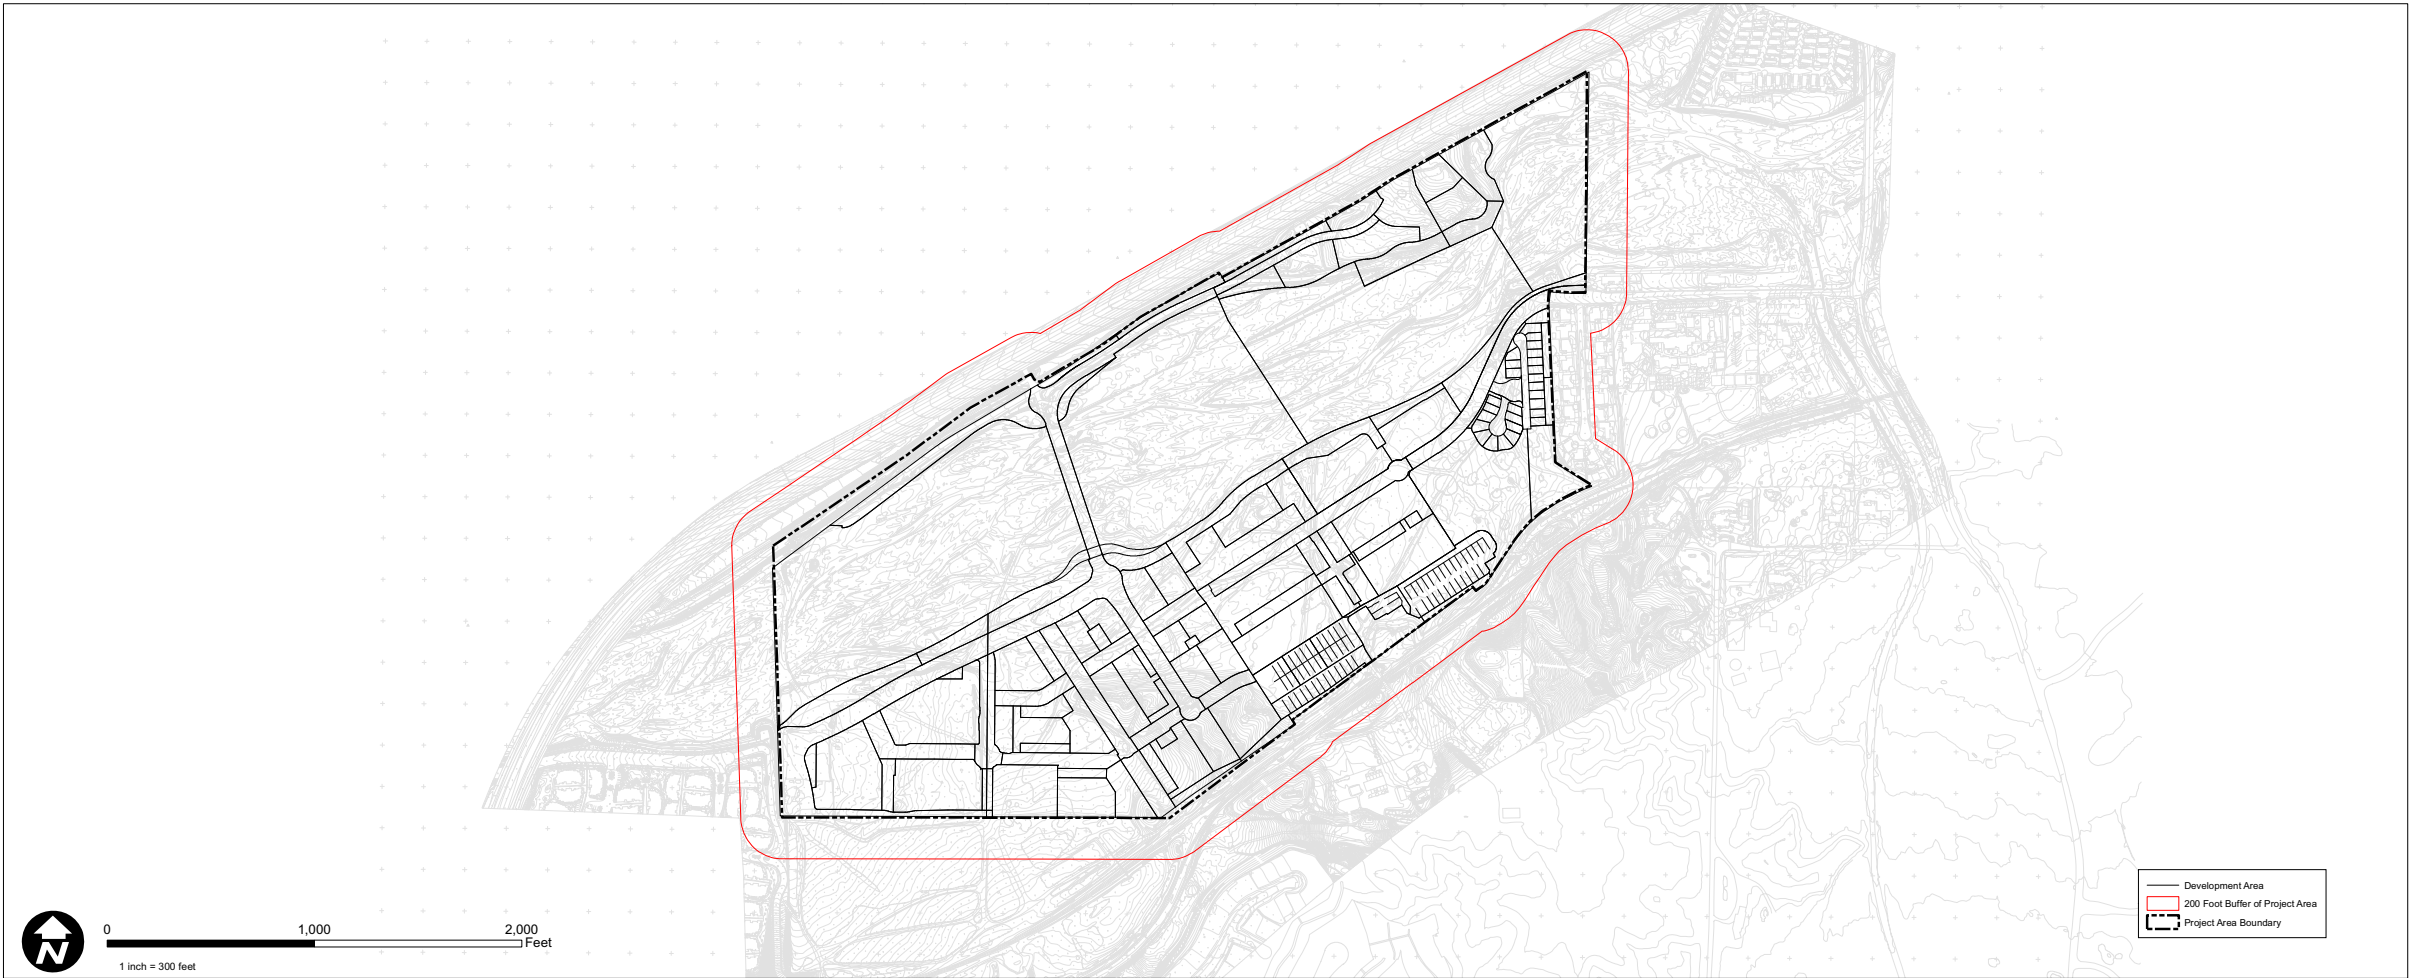 N
0
1,000
2,000
Feet
1 inch = 300 feet
Development Area
200 Foot Buffer of Project Area
Project Area Boundary